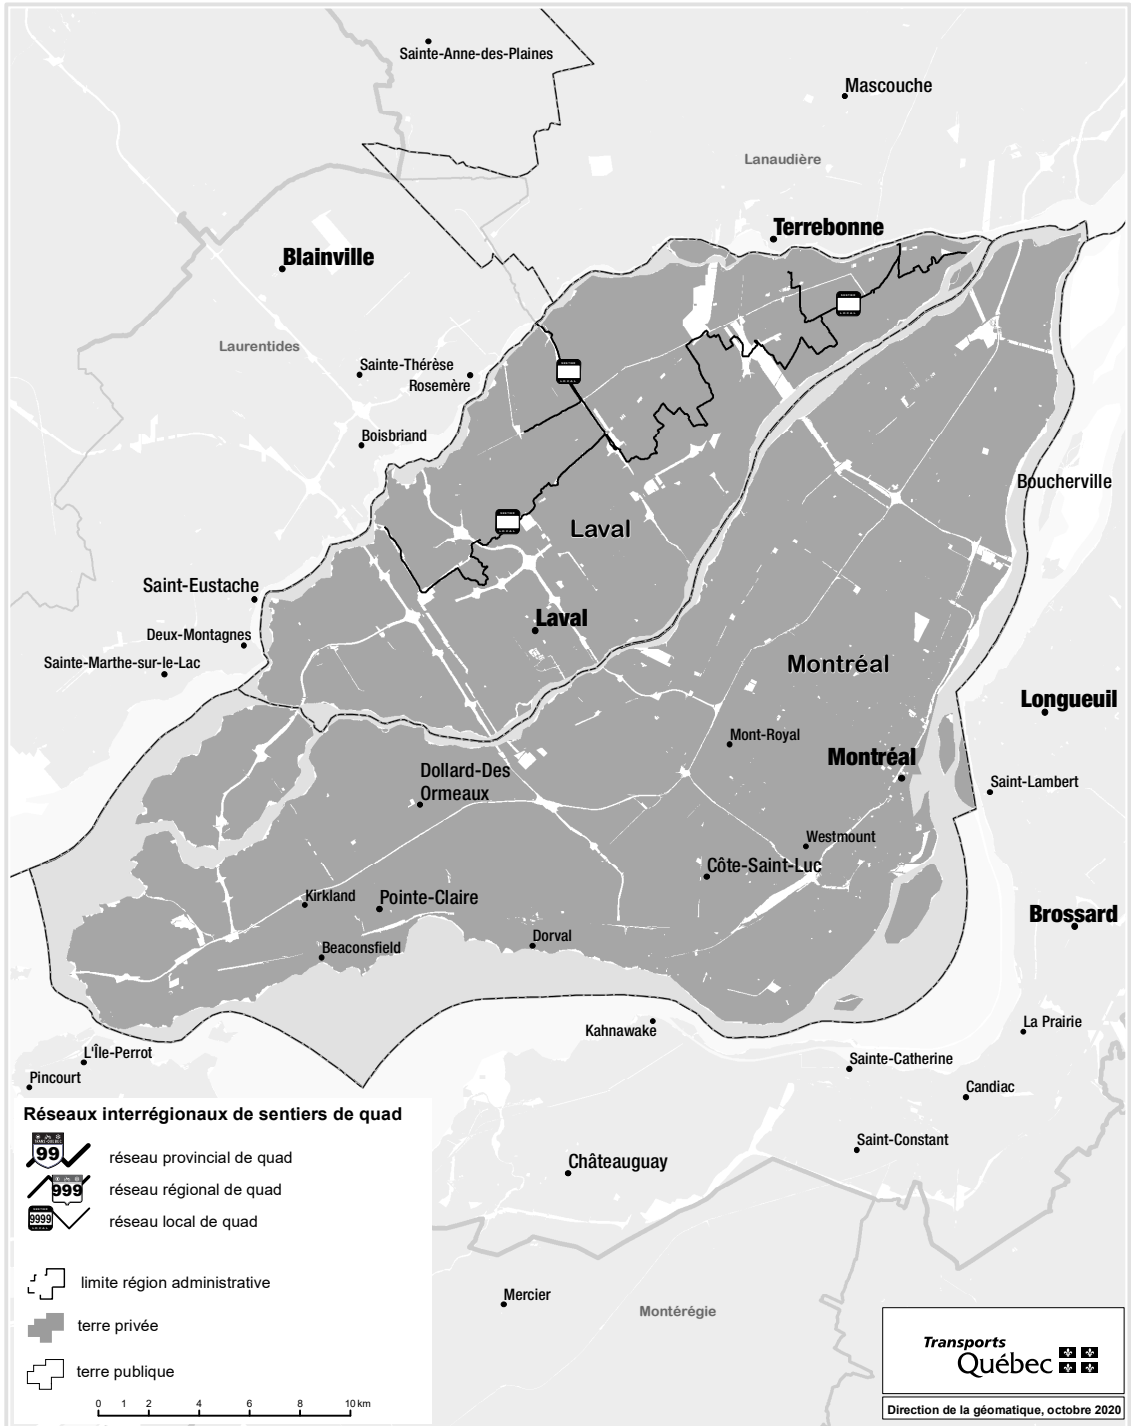 Sainte-Anne-des-Plaines
Mascouche
Lanaudière
Terrebonne
Blainville
Laurentides
Sainte-Thérèse
Rosemère
Boisbriand
Boucherville
Laval
Saint-Eustache
Laval
Deux-Montagnes
Sainte-Marthe-sur-le-Lac
Montréal
Longueuil
Mont-Royal
Montréal
Dollard-Des
Ormeaux
Saint-Lambert
Westmount
Côte-Saint-Luc
Kirkland
Pointe-Claire
Brossard
Dorval
Beaconsfield
Kahnawake
La Prairie
L'Île-Perrot
Sainte-Catherine
Pincourt
Candiac
Saint-Constant
Châteauguay
Mercier
Montérégie
Réseaux interrégionaux de sentiers de quad
99
réseau provincial de quad
999
réseau régional de quad
9999
réseau local de quad
limite région administrative
terre privée
terre publique
0 1 2 4 6 8 10 km
Transports
Québec
Direction de la géomatique, octobre 2020